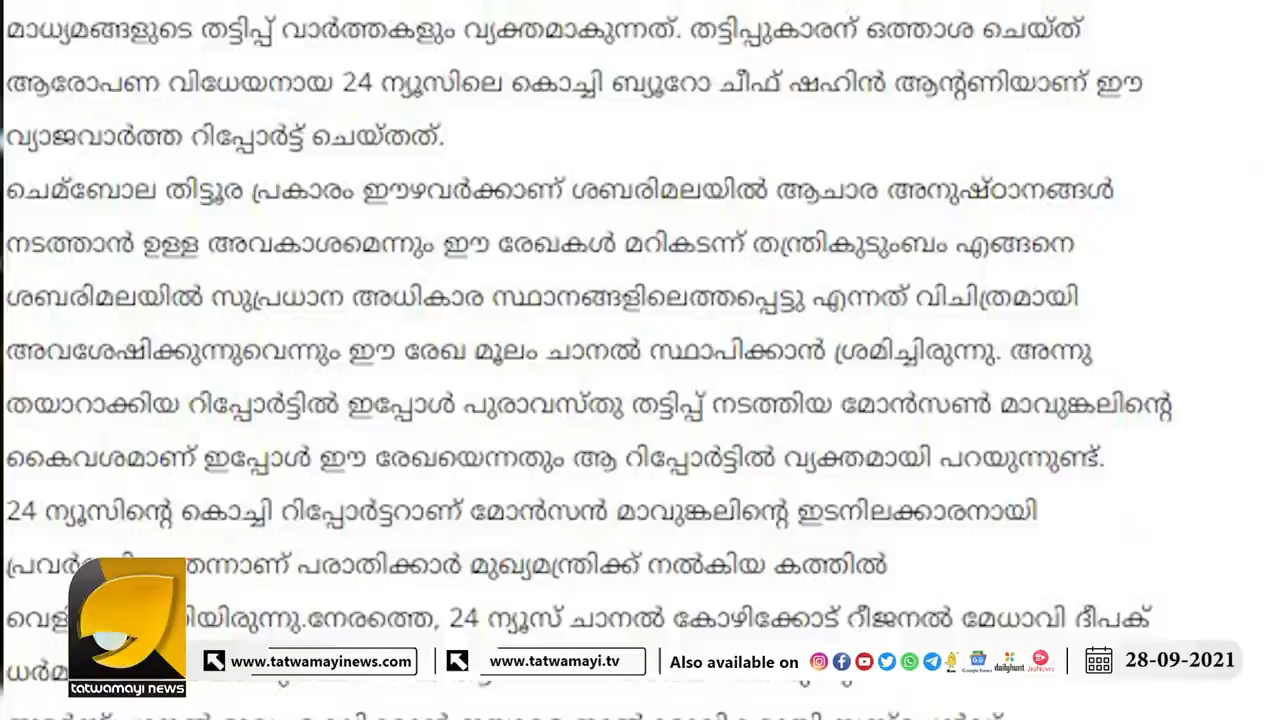 മാധ്യമങ്ങളുടെ തട്ടിപ്പ് വാർത്തകളും വ്യക്തമാകുന്നത്. തട്ടിപ്പുകാരന് ഒത്താശ ചെയ്ത്
ആരോപണ വിധേയനായ 24 ന്യൂസിലെ കൊച്ചി ബ്യൂറോ ചീഫ് ഷഹിൻ ആന്റണിയാണ് ഈ
വ്യാജവാർത്ത റിപ്പോർട്ട് ചെയ്തത്.
ചെമ്ബോല തിട്ടൂര പ്രകാരം ഈഴവർക്കാണ് ശബരിമലയിൽ ആചാര അനുഷ്ഠാനങ്ങൾ
നടത്താൻ ഉള്ള അവകാശമെന്നും ഈ രേഖകൾ മറികടന്ന് തന്ത്രികുടുംബം എങ്ങനെ
ശബരിമലയിൽ സുപ്രധാന അധികാര സ്ഥാനങ്ങളിലെത്തപ്പെട്ടു എന്നത് വിചിത്രമായി
അവശേഷിക്കുന്നുവെന്നും ഈ രേഖ മൂലം ചാനൽ സ്ഥാപിക്കാൻ ശ്രമിച്ചിരുന്നു. അന്നു
തയാറാക്കിയ റിപ്പോർട്ടിൽ ഇപ്പോൾ പുരാവസ്തു തട്ടിപ്പ് നടത്തിയ മോൻസൺ മാവുങ്കലിന്റെ
കൈവശമാണ് ഇപ്പോൾ ഈ രേഖയെന്നതും ആ റിപ്പോർട്ടിൽ വ്യക്തമായി പറയുന്നുണ്ട്.
24 ന്യൂസിന്റെ കൊച്ചി റിപ്പോർട്ടറാണ് മോൻസൻ മാവുങ്കലിന്റെ ഇടനിലക്കാരനായി
പരാതിക്കാർ മുഖ്യമന്ത്രിക്ക് നൽകിയ കത്തിൽ
നേരത്തെ, 24 ന്യൂസ് ചാനൽ കോഴിക്കോട് റീജനൽ മേധാവി ദീപക്
tatwamayi news
www.tatwamayinews.com
www.tatwamayi.tv
Also available on
Google News
dailyhunt
JioNews
28-09-2021